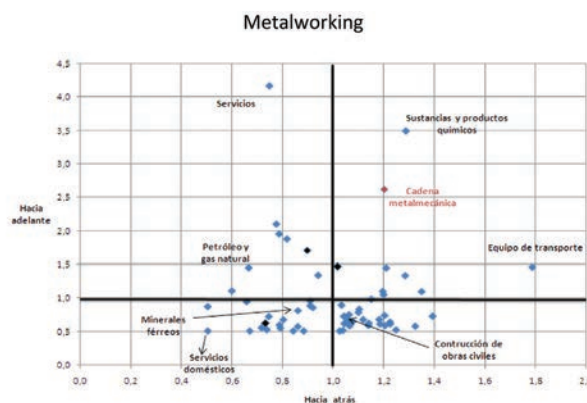 Metalworking
4,5
4,0
3,5
3,0
2,5
2,0
1,5
1,0
0,5
0,0
Hacia
adelante
Servicios
Sustancias y productos
químicos
Cadena
metalmecánica
Petróleo y
gas natural
Equipo de transporte
Minerales
férreos
Servicios
domésticos
Contrucción de
obras civiles
0,0
0,2
0,4
0,6
0,8
1,0
1,2
1,4
1,6
1,8
2,0
Hacia atrás